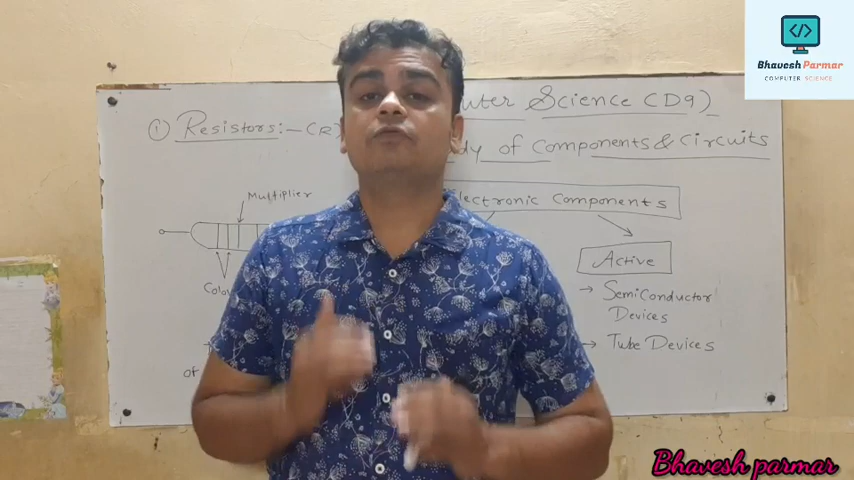 Bhavesh Parmar
COMPUTER SCIENCE
Science (D9)
① Resistors:- (R)
of Components & Circuits
Electronic Components
Multiplier
Active
→ SemiConductor
Devices
→ Tube Devices
of
Bhavesh parmar